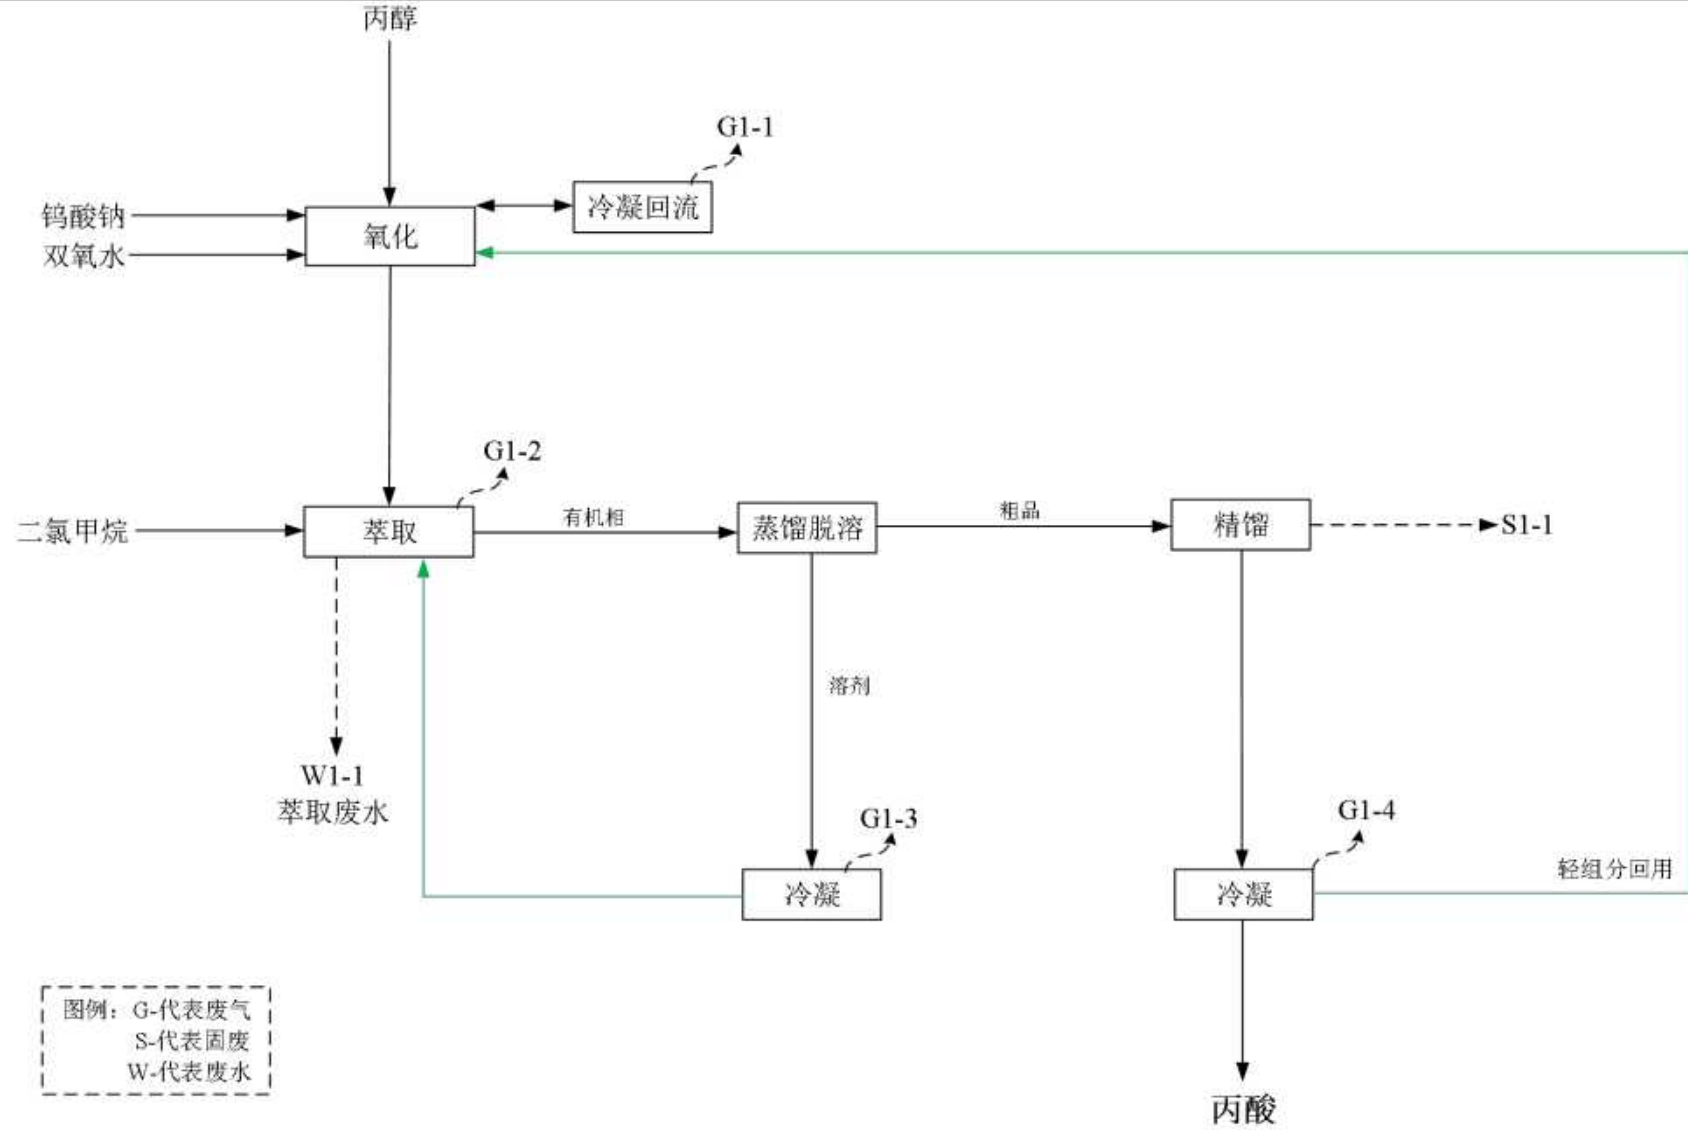 丙醇
G1-1
冷凝回流
钨酸钠
氧化
双氧水
G1-2
二氯甲烷
萃取
有机相
蒸馏脱溶
粗品
精馏
S1-1
溶剂
W1-1
萃取废水
G1-3
G1-4
冷凝
冷凝
轻组分回用
图例：G-代表废气
S-代表固废
W-代表废水
丙酸